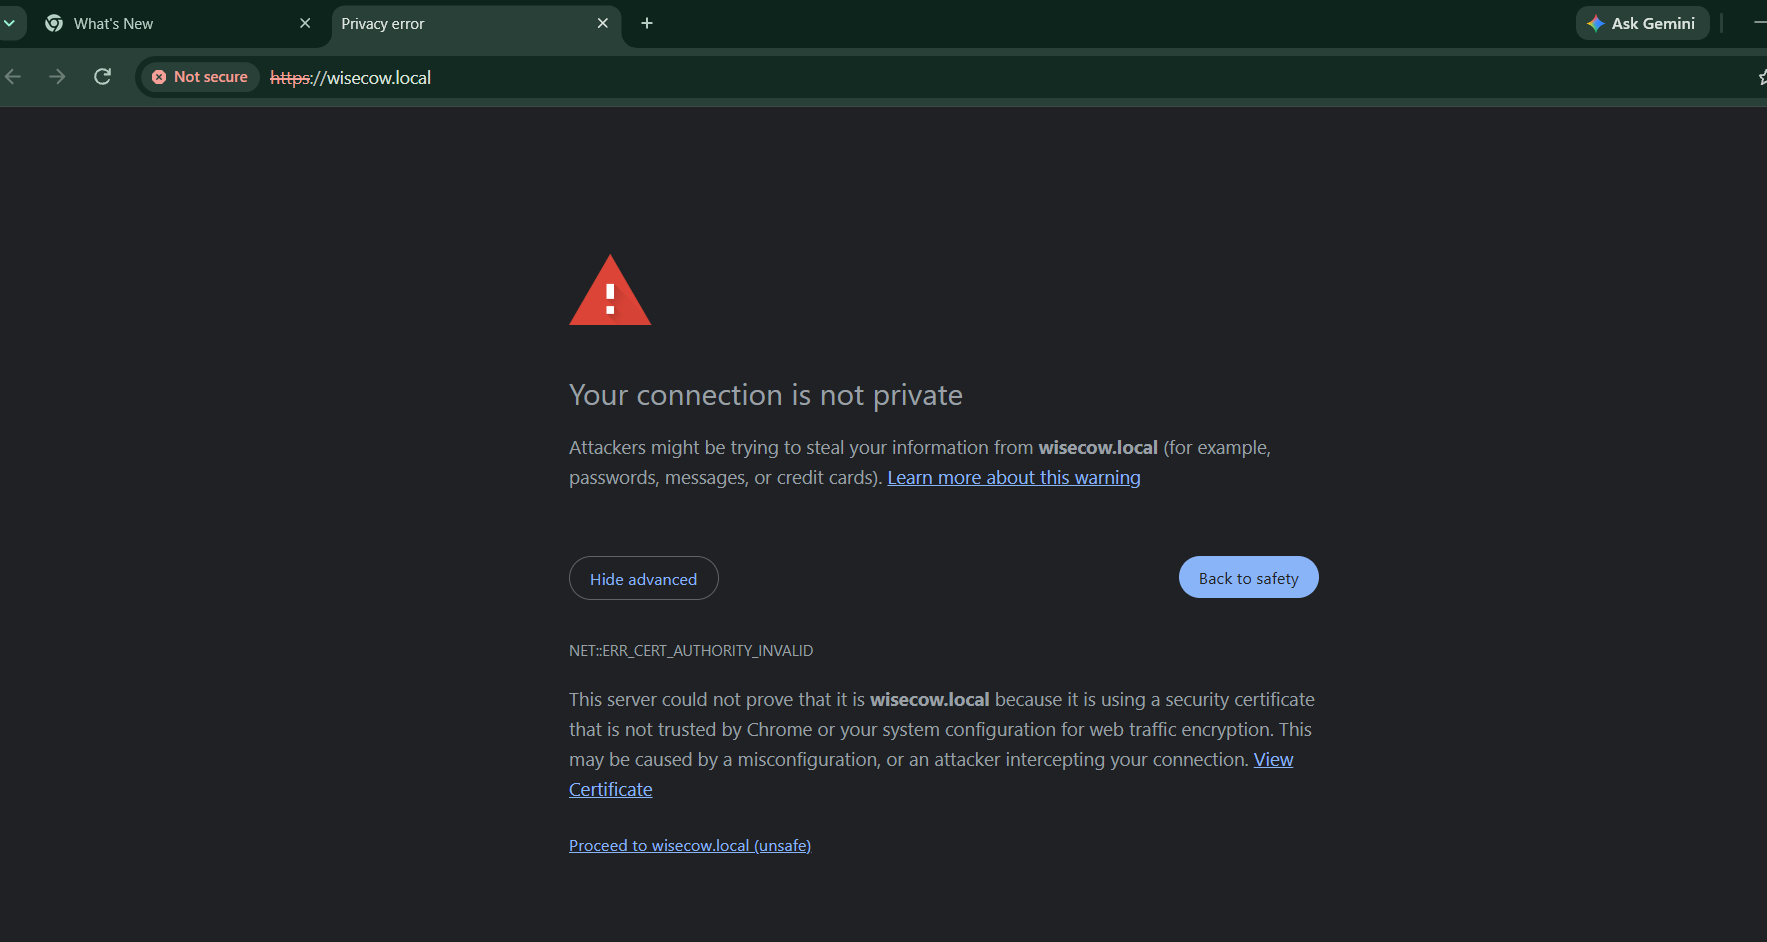 What's New
Privacy error
Ask Gemini
Not secure
https://wisecow.local
Your connection is not private
Attackers might be trying to steal your information from wisecow.local (for example,
passwords, messages, or credit cards). Learn more about this warning
Hide advanced
Back to safety
NET::ERR_CERT_AUTHORITY_INVALID
This server could not prove that it is wisecow.local because it is using a security certificate
that is not trusted by Chrome or your system configuration for web traffic encryption. This
may be caused by a misconfiguration, or an attacker intercepting your connection. View
Certificate
Proceed to wisecow.local (unsafe)